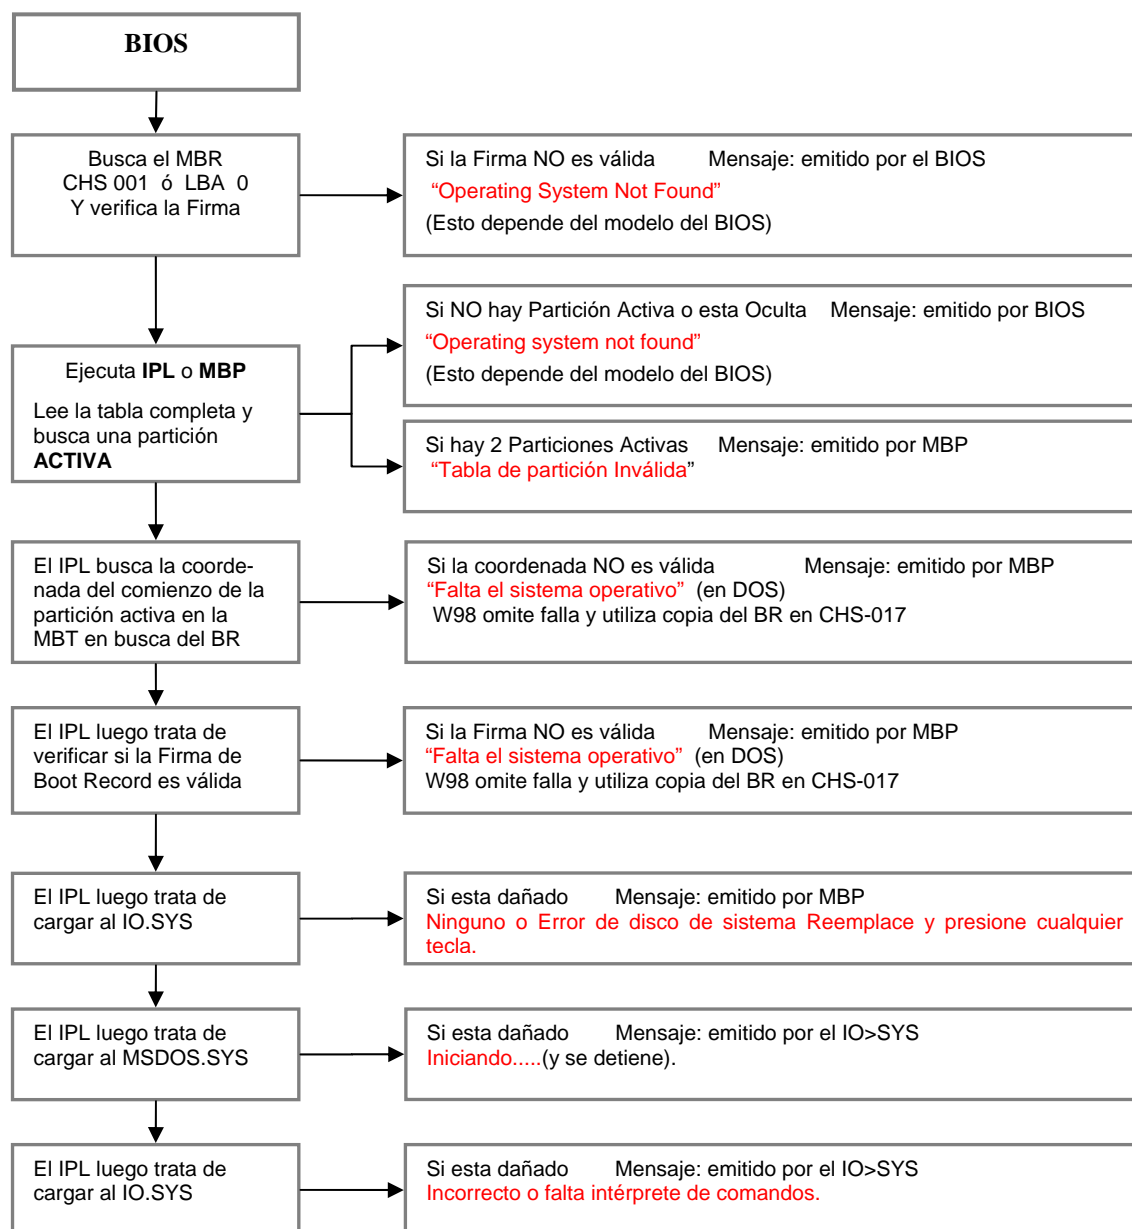 BIOS
Busca el MBR
CHS 001 ó LBA 0
Y verifica la Firma
Si la Firma NO es válida Mensaje: emitido por el BIOS
“Operating System Not Found”
(Esto depende del modelo del BIOS)
Ejecuta IPL o MBP
Lee la tabla completa y
busca una partición
ACTIVA
Si NO hay Partición Activa o esta Oculta Mensaje: emitido por BIOS
“Operating system not found”
(Esto depende del modelo del BIOS)
Si hay 2 Particiones Activas Mensaje: emitido por MBP
“Tabla de partición Inválida”
El IPL busca la coorde-
nada del comienzo de la
partición activa en la
MBT en busca del BR
Si la coordenada NO es válida Mensaje: emitido por MBP
“Falta el sistema operativo” (en DOS)
W98 omite falla y utiliza copia del BR en CHS-017
El IPL luego trata de
verificar si la Firma de
Boot Record es válida
Si la Firma NO es válida Mensaje: emitido por MBP
“Falta el sistema operativo” (en DOS)
W98 omite falla y utiliza copia del BR en CHS-017
El IPL luego trata de
cargar al IO.SYS
Si esta dañado Mensaje: emitido por MBP
Ninguno o Error de disco de sistema Reemplace y presione cualquier
tecla.
El IPL luego trata de
cargar al MSDOS.SYS
Si esta dañado Mensaje: emitido por el IO>SYS
Iniciando.....(y se detiene).
El IPL luego trata de
cargar al IO.SYS
Si esta dañado Mensaje: emitido por el IO>SYS
Incorrecto o falta intérprete de comandos.